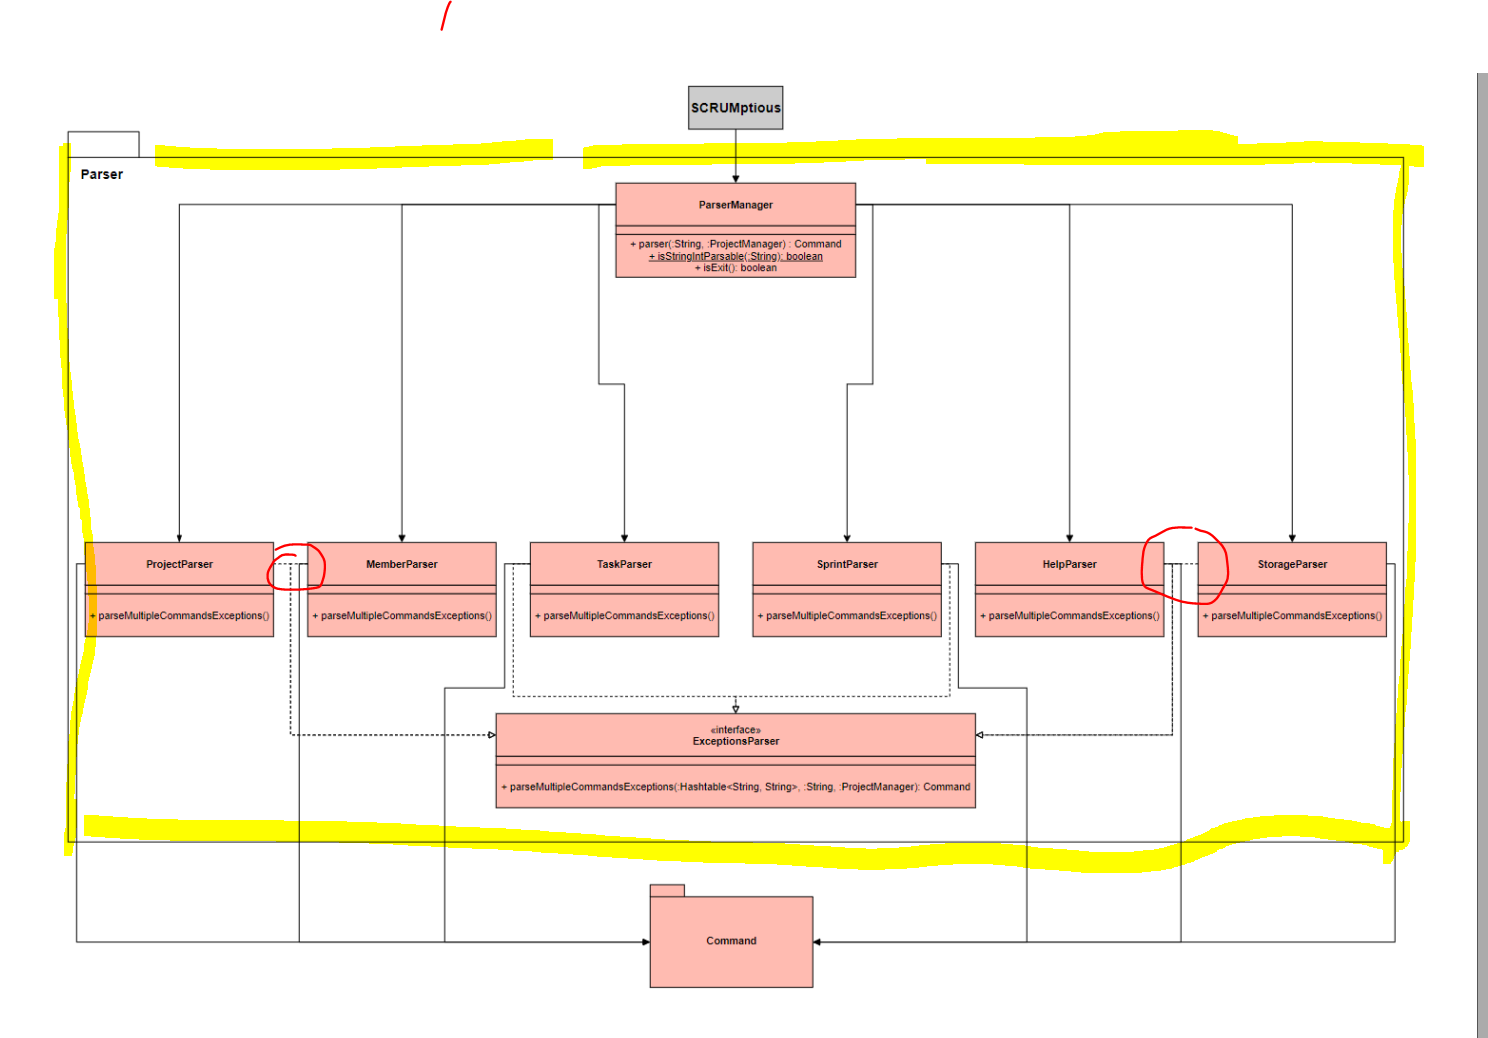 SCRUMptious
Parser
ParserManager
+ parser(:String, :ProjectManager) : Command
+ isStringIntParsable(:String): boolean
+ isExit(): boolean
ProjectParser
+ parseMultipleCommandsExceptions()
MemberParser
+ parseMultipleCommandsExceptions()
TaskParser
+ parseMultipleCommandsExceptions()
SprintParser
+ parseMultipleCommandsExceptions()
HelpParser
+ parseMultipleCommandsExceptions()
StorageParser
+ parseMultipleCommandsExceptions()
«interface»
ExceptionsParser
+ parseMultipleCommandsExceptions(:Hashtable<String, String>, :String, :ProjectManager): Command
Command